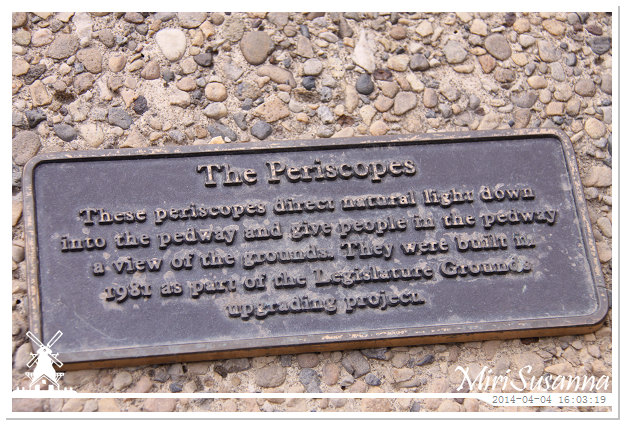 The Periscopes
These periscopes direct natural light down
into the pedway and give people in the pedway
a view of the grounds. They were built in
1981 as part of the Legislature Grounds
upgrading project.
MiriSusanna
2014-04-04 16:03:19